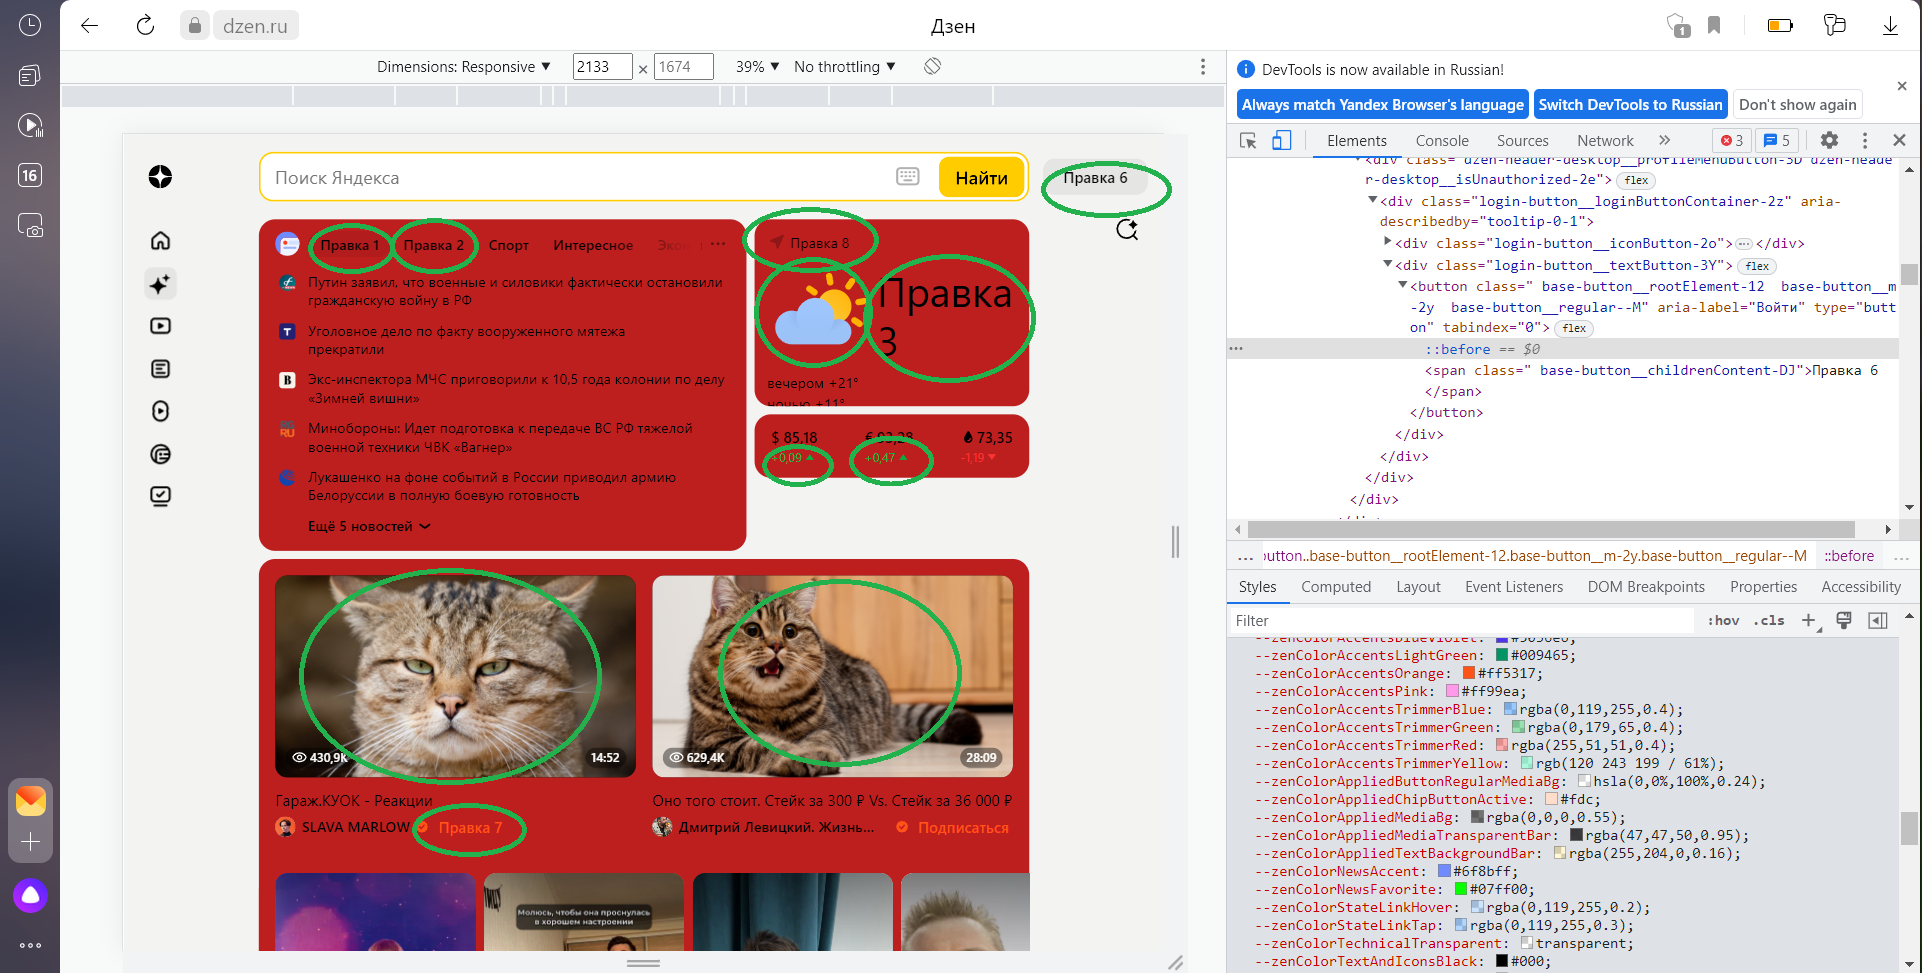 dzen.ru
Дзен
1
Dimensions: Responsive ▼
2133 × 1674
39% ▼
No throttling ▼
16
Поиск Яндекса
Найти
Правка 6
Правка 1
Правка 2
Спорт
Интересное
Путин заявил, что военные и силовики фактически остановили
гражданскую войну в РФ
Уголовное дело по факту вооруженного мятежа
прекратили
Экс-инспектора МЧС приговорили к 10,5 года колонии по делу
«Зимней вишни»
Минобороны: Идет подготовка к передаче ВС РФ тяжелой
военной техники ЧВК «Вагнер»
Лукашенко на фоне событий в России приводил армию
Белоруссии в полную боевую готовность
Ещё 5 новостей
Правка 8
Правка
3
вечером +21°
ночью +11°
$ 85,18
€ 93,28
73,35
+0,09
+0,47
-1,19
430,9K
14:52
629,4K
28:09
Гараж.КУОК - Реакции
SLAVA MARLOW
Правка 7
Оно того стоит. Стейк за 300 ₽ Vs. Стейк за 36 000 ₽
Дмитрий Левицкий. Жизнь...
Подписаться
Молюсь, чтобы она проснулась
в хорошем настроении
DevTools is now available in Russian!
Always match Yandex Browser's language
Switch DevTools to Russian
Don't show again
Elements
Console
Sources
Network
3
5
<div class="dzen-header-desktop__profileMenuButton-3D dzen-heade
r-desktop__isUnauthorized-2e"> flex
<div class="login-button__loginButtonContainer-2z" aria-
describedby="tooltip-0-1">
<div class="login-button__iconButton-2o">…</div>
<div class="login-button__textButton-3Y"> flex
<button class=" base-button__rootElement-12  base-button__m
-2y  base-button__regular--M" aria-label="Войти" type="butt
on" tabindex="0"> flex
::before == $0
<span class=" base-button__childrenContent-DJ">Правка 6
</span>
</button>
</div>
</div>
</div>
</div>
button..base-button__rootElement-12.base-button__m-2y.base-button__regular--M
::before
Styles
Computed
Layout
Event Listeners
DOM Breakpoints
Properties
Accessibility
Filter
:hov .cls
--zenColorAccentsLightGreen: #009465;
--zenColorAccentsOrange: #ff5317;
--zenColorAccentsPink: #ff99ea;
--zenColorAccentsTrimmerBlue: rgba(0,119,255,0.4);
--zenColorAccentsTrimmerGreen: rgba(0,179,65,0.4);
--zenColorAccentsTrimmerRed: rgba(255,51,51,0.4);
--zenColorAccentsTrimmerYellow: rgb(120 243 199 / 61%);
--zenColorAppliedButtonRegularMediaBg: hsla(0,0%,100%,0.24);
--zenColorAppliedChipButtonActive: #fdc;
--zenColorAppliedMediaBg: rgba(0,0,0,0.55);
--zenColorAppliedMediaTransparentBar: rgba(47,47,50,0.95);
--zenColorAppliedTextBackgroundBar: rgba(255,204,0,0.16);
--zenColorNewsAccent: #6f8bff;
--zenColorNewsFavorite: #07ff00;
--zenColorStateLinkHover: rgba(0,119,255,0.2);
--zenColorStateLinkTap: rgba(0,119,255,0.3);
--zenColorTechnicalTransparent: transparent;
--zenColorTextAndIconsBlack: #000;